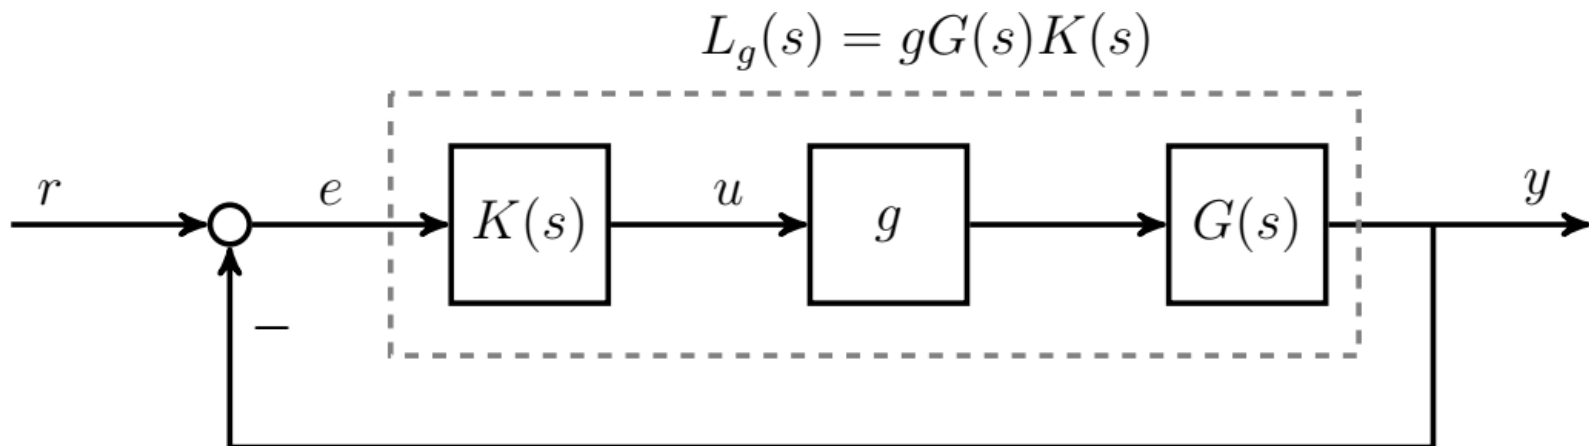 L_g(s) = gG(s)K(s)
r
e
K(s)
u
g
G(s)
y
−